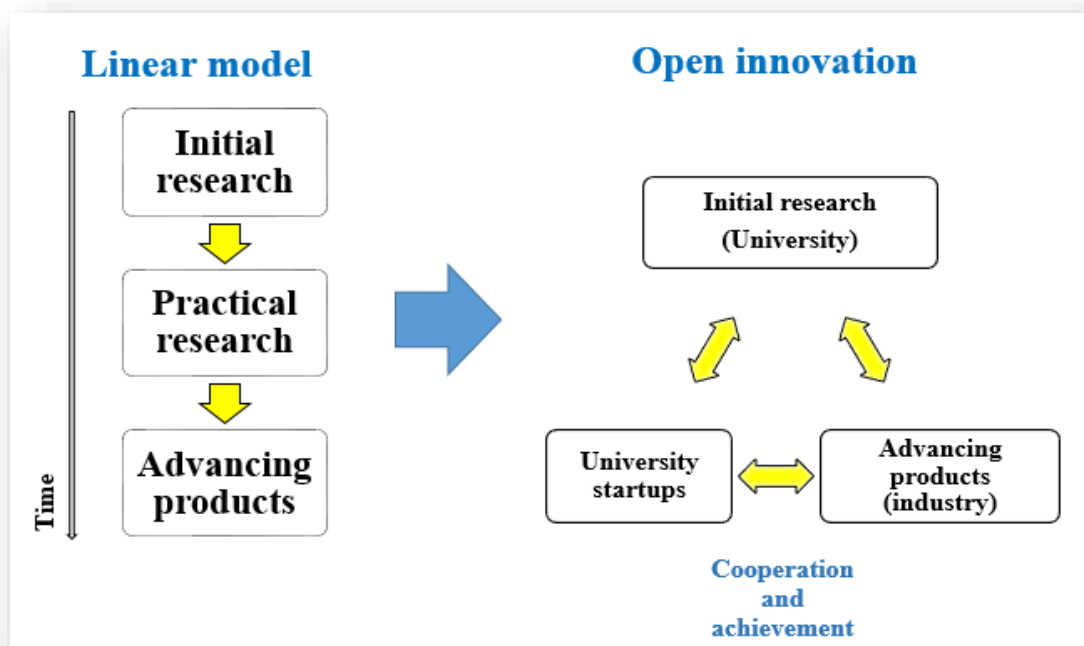 Linear model
Initial
research
Practical
research
Advancing
products
Time
Open innovation
Initial research
(University)
University
startups
Advancing
products
(industry)
Cooperation
and
achievement